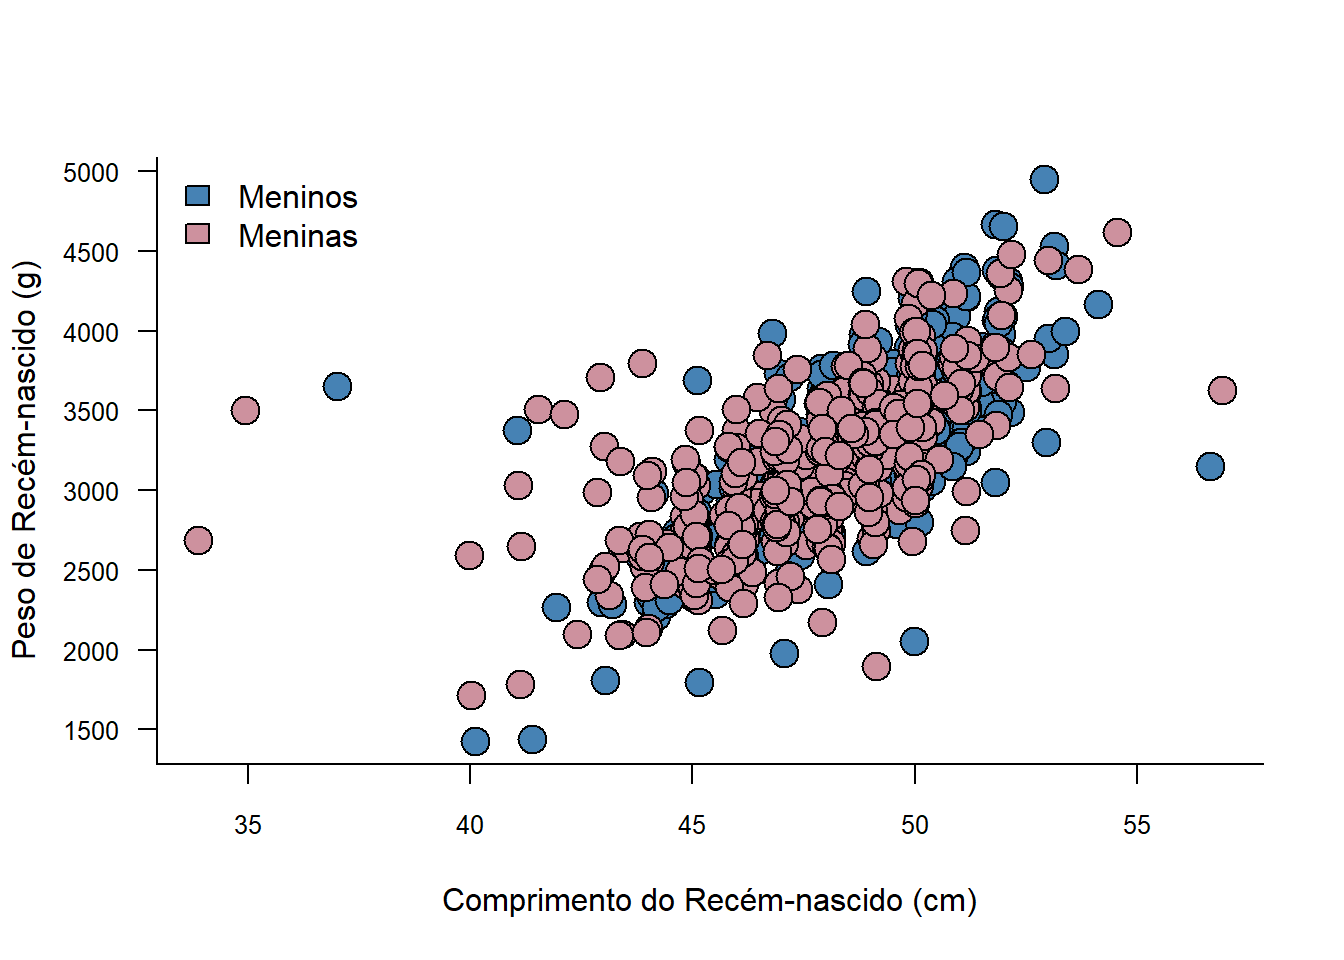 Meninos
Meninas
Peso de Recém-nascido (g)
5000
4500
4000
3500
3000
2500
2000
1500
35 40 45 50 55
Comprimento do Recém-nascido (cm)